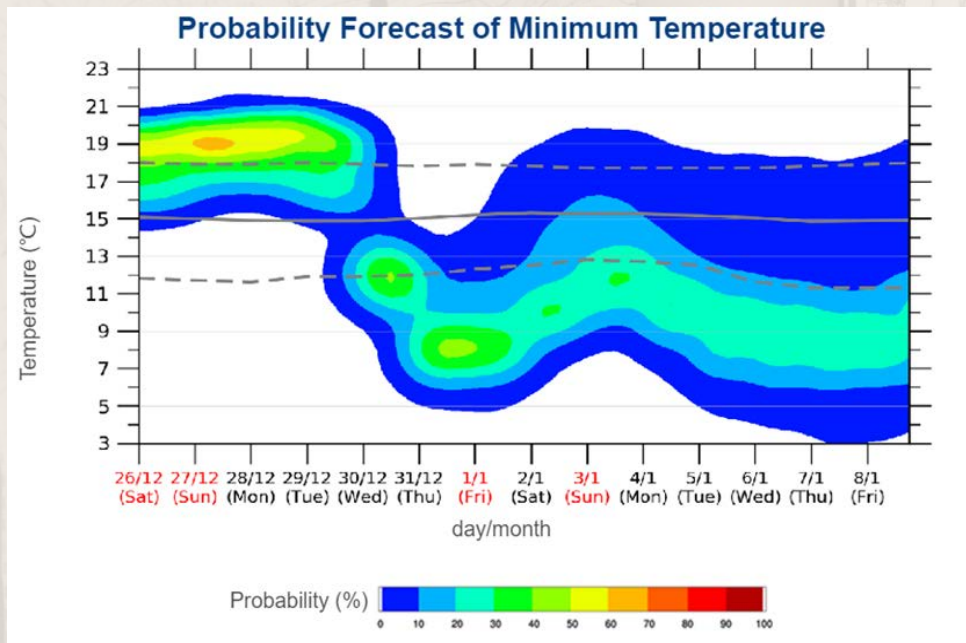 Probability Forecast of Minimum Temperature
23
21
19
17
15
13
11
9
7
5
3
Temperature (°C)
26/12 27/12 28/12 29/12 30/12 31/12 1/1 2/1 3/1 4/1 5/1 6/1 7/1 8/1
(Sat) (Sun) (Mon) (Tue) (Wed) (Thu) (Fri) (Sat) (Sun) (Mon) (Tue) (Wed) (Thu) (Fri)
day/month
Probability (%)
0 10 20 30 40 50 60 70 80 90 100